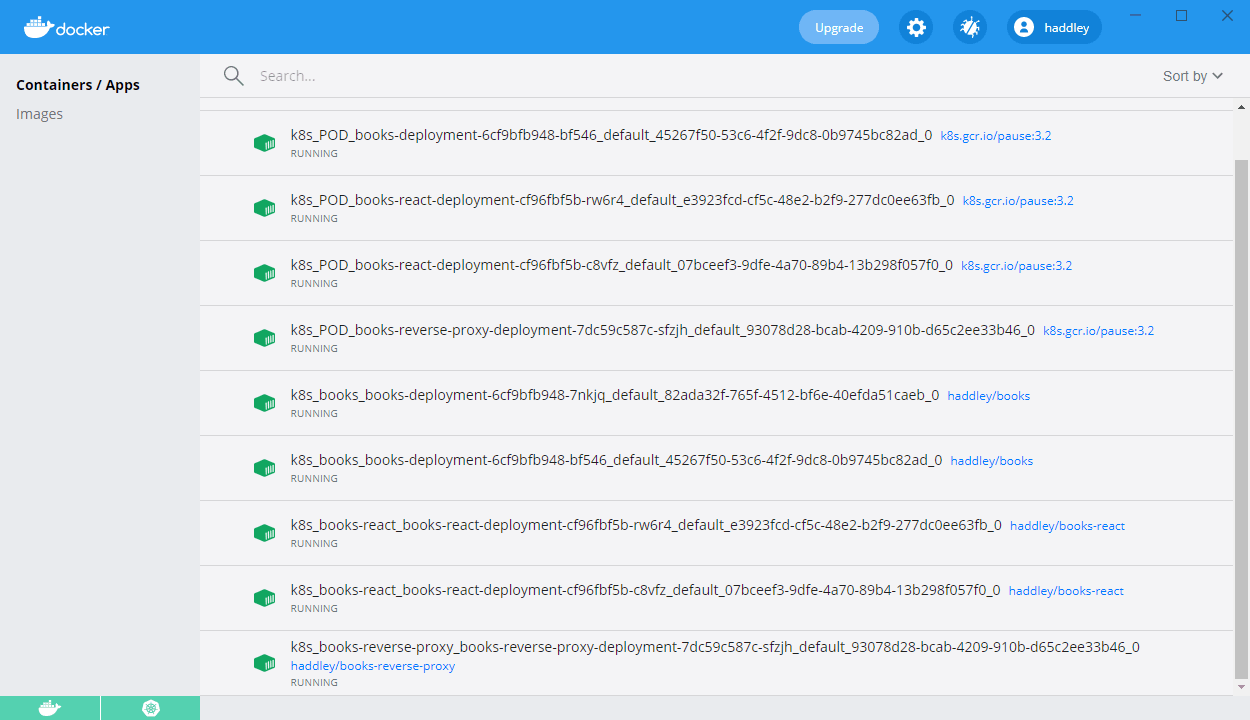 docker
Upgrade
haddley
Containers / Apps
Images
Search...
Sort by
k8s_POD_books-deployment-6cf9bfb948-bf546_default_45267f50-53c6-4f2f-9dc8-0b9745bc82ad_0 k8s.gcr.io/pause:3.2
RUNNING
k8s_POD_books-react-deployment-cf96fbf5b-rw6r4_default_e3923fcd-cf5c-48e2-b2f9-277dc0ee63fb_0 k8s.gcr.io/pause:3.2
RUNNING
k8s_POD_books-react-deployment-cf96fbf5b-c8vfz_default_07bceef3-9dfe-4a70-89b4-13b298f057f0_0 k8s.gcr.io/pause:3.2
RUNNING
k8s_POD_books-reverse-proxy-deployment-7dc59c587c-sfzjh_default_93078d28-bcab-4209-910b-d65c2ee33b46_0 k8s.gcr.io/pause:3.2
RUNNING
k8s_books_books-deployment-6cf9bfb948-7nkjq_default_82ada32f-765f-4512-bf6e-40efda51caeb_0 haddley/books
RUNNING
k8s_books_books-deployment-6cf9bfb948-bf546_default_45267f50-53c6-4f2f-9dc8-0b9745bc82ad_0 haddley/books
RUNNING
k8s_books-react_books-react-deployment-cf96fbf5b-rw6r4_default_e3923fcd-cf5c-48e2-b2f9-277dc0ee63fb_0 haddley/books-react
RUNNING
k8s_books-react_books-react-deployment-cf96fbf5b-c8vfz_default_07bceef3-9dfe-4a70-89b4-13b298f057f0_0 haddley/books-react
RUNNING
k8s_books-reverse-proxy_books-reverse-proxy-deployment-7dc59c587c-sfzjh_default_93078d28-bcab-4209-910b-d65c2ee33b46_0
haddley/books-reverse-proxy
RUNNING